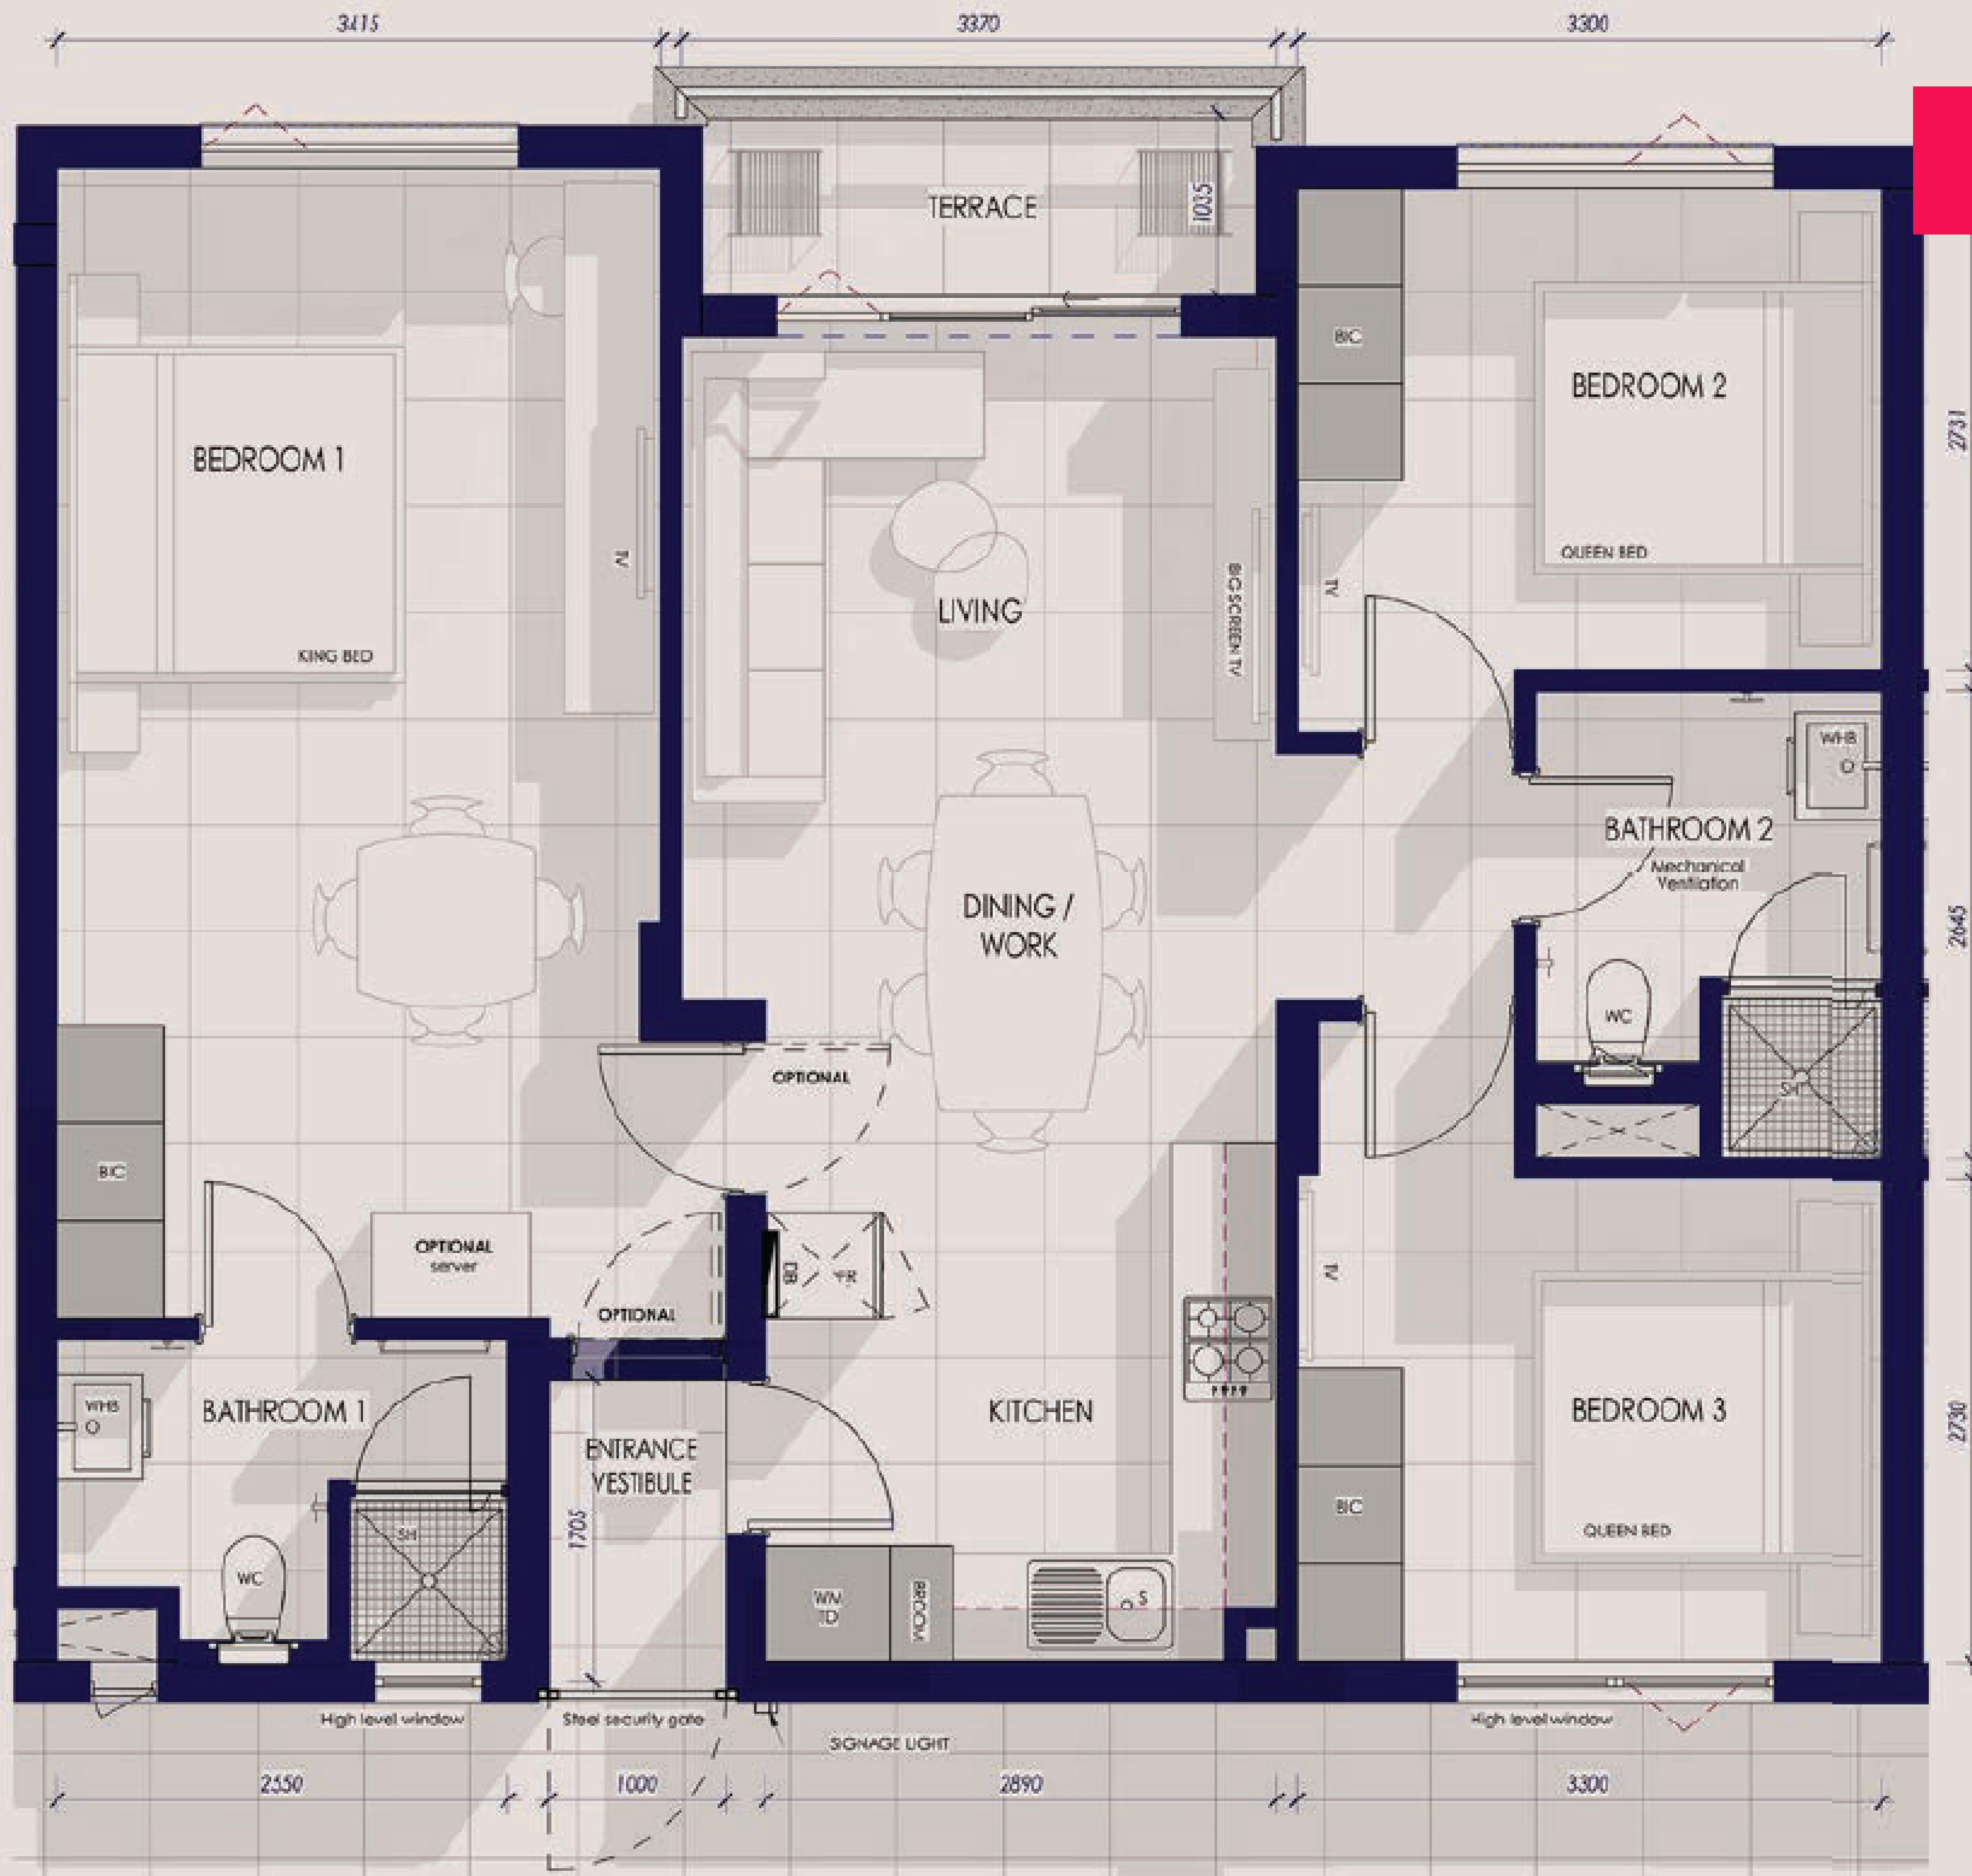 3415
3370
3300
TERRACE
1035
BIC
BEDROOM 2
2731
BEDROOM 1
QUEEN BED
TV
TV
BIG SCREEN TV
LIVING
KING BED
WHB
BATHROOM 2
Mechanical
Ventilation
DINING /
WORK
2645
WC
SH
OPTIONAL
BIC
OPTIONAL
server
OPTIONAL
DB
FR
TV
WHB
BATHROOM 1
KITCHEN
BEDROOM 3
2730
ENTRANCE
VESTIBULE
1705
SH
BIC
QUEEN BED
WC
WM
TD
BROOM
S
High level window
Steel security gate
SIGNAGE LIGHT
High level window
2550
1000
2890
3300